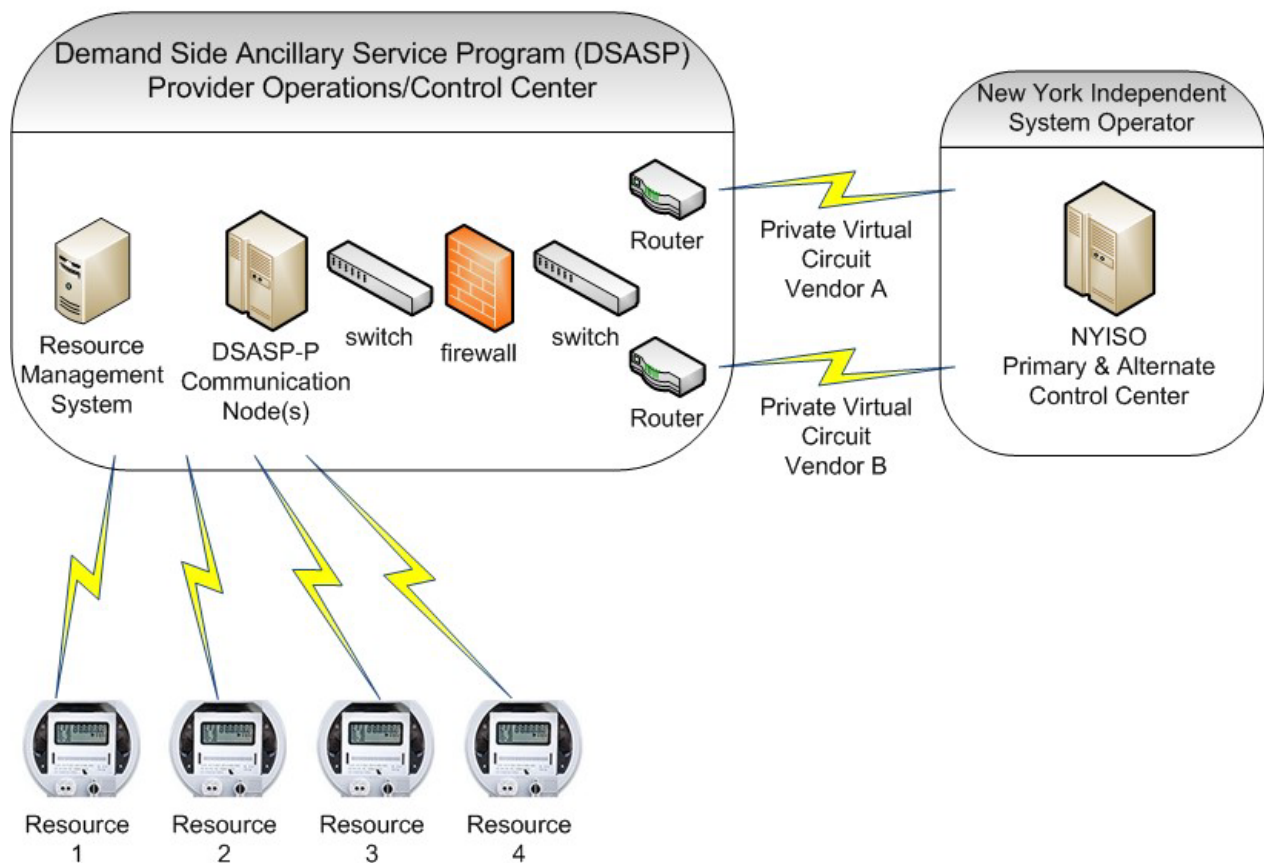 Demand Side Ancillary Service Program (DSASP)
Provider Operations/Control Center
New York Independent
System Operator
Router
Private Virtual
Circuit
Vendor A
Resource
Management
System
DSASP-P
Communication
Node(s)
switch
firewall
switch
Router
Private Virtual
Circuit
Vendor B
NYISO
Primary & Alternate
Control Center
Resource
1
Resource
2
Resource
3
Resource
4